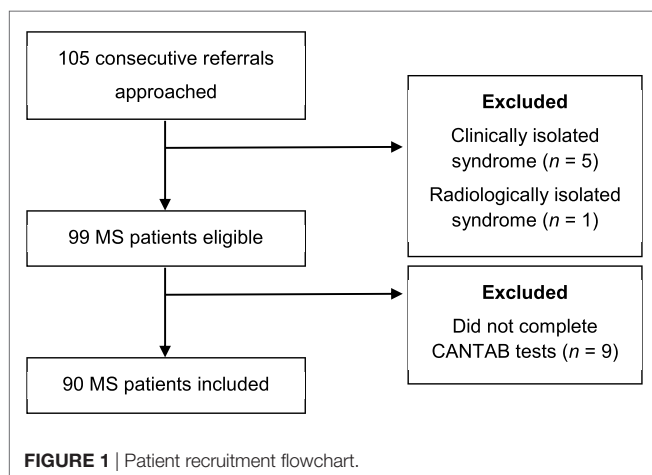 105 consecutive referrals
approached
Excluded
Clinically isolated
syndrome (n = 5)
Radiologically isolated
syndrome (n = 1)
99 MS patients eligible
Excluded
Did not complete
CANTAB tests (n = 9)
90 MS patients included
FIGURE 1 | Patient recruitment flowchart.